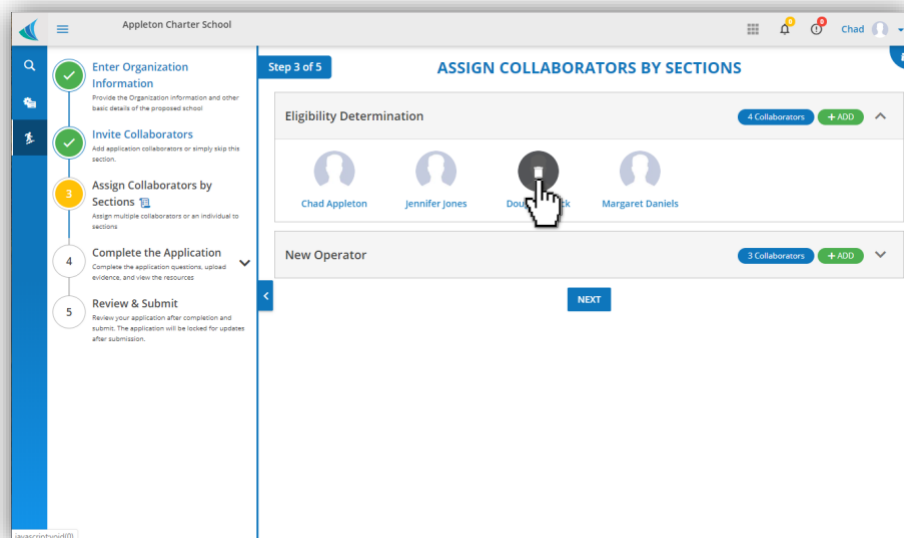 Appleton Charter School
0
0
Chad
Enter Organization
Information
Provide the Organization information and other
basic details of the proposed school
Invite Collaborators
Add application collaborators or simply skip this
section.
3
Assign Collaborators by
Sections
Assign multiple collaborators or an individual to
sections
4
Complete the Application
Complete the application questions, upload
evidence, and view the resources
5
Review & Submit
Review your application after completion and
submit. The application will be locked for updates
after submission.
Step 3 of 5
ASSIGN COLLABORATORS BY SECTIONS
Eligibility Determination
4 Collaborators
+ ADD
Chad Appleton
Jennifer Jones
Margaret Daniels
New Operator
3 Collaborators
+ ADD
NEXT
javascript:void(0)